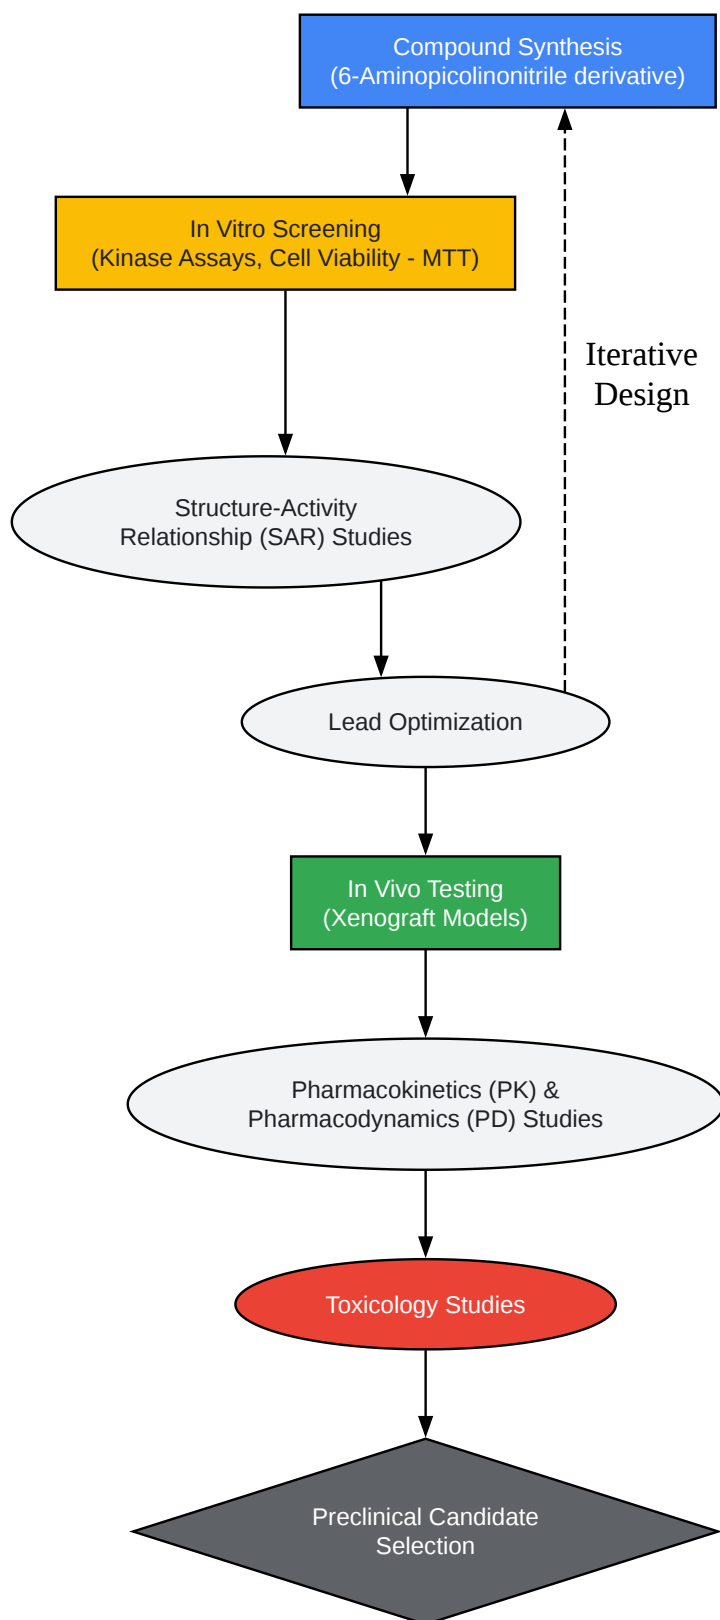 Compound Synthesis
(6-Aminopicolinonitrile derivative)
In Vitro Screening
(Kinase Assays, Cell Viability - MTT)
Iterative
Design
Structure-Activity
Relationship (SAR) Studies
Lead Optimization
In Vivo Testing
(Xenograft Models)
Pharmacokinetics (PK) &
Pharmacodynamics (PD) Studies
Toxicology Studies
Preclinical Candidate
Selection